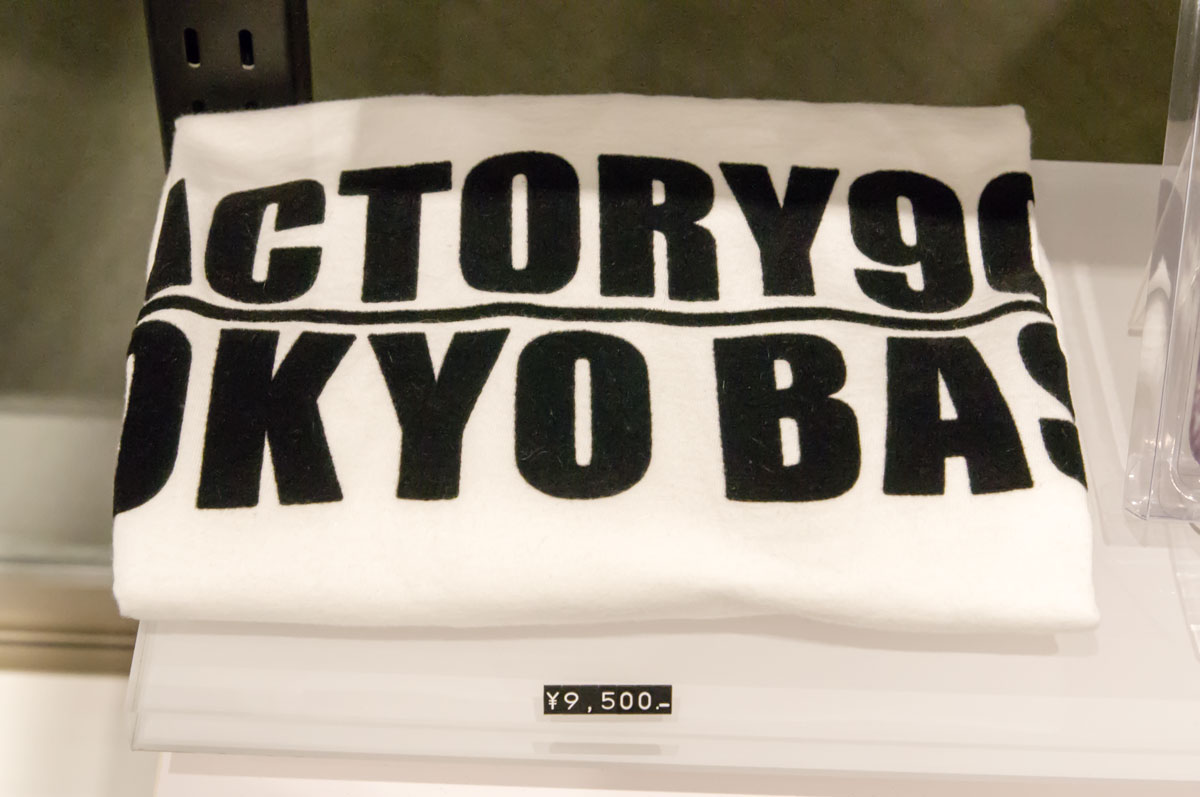 ACTORY90
OKYO BAS
¥9,500.-